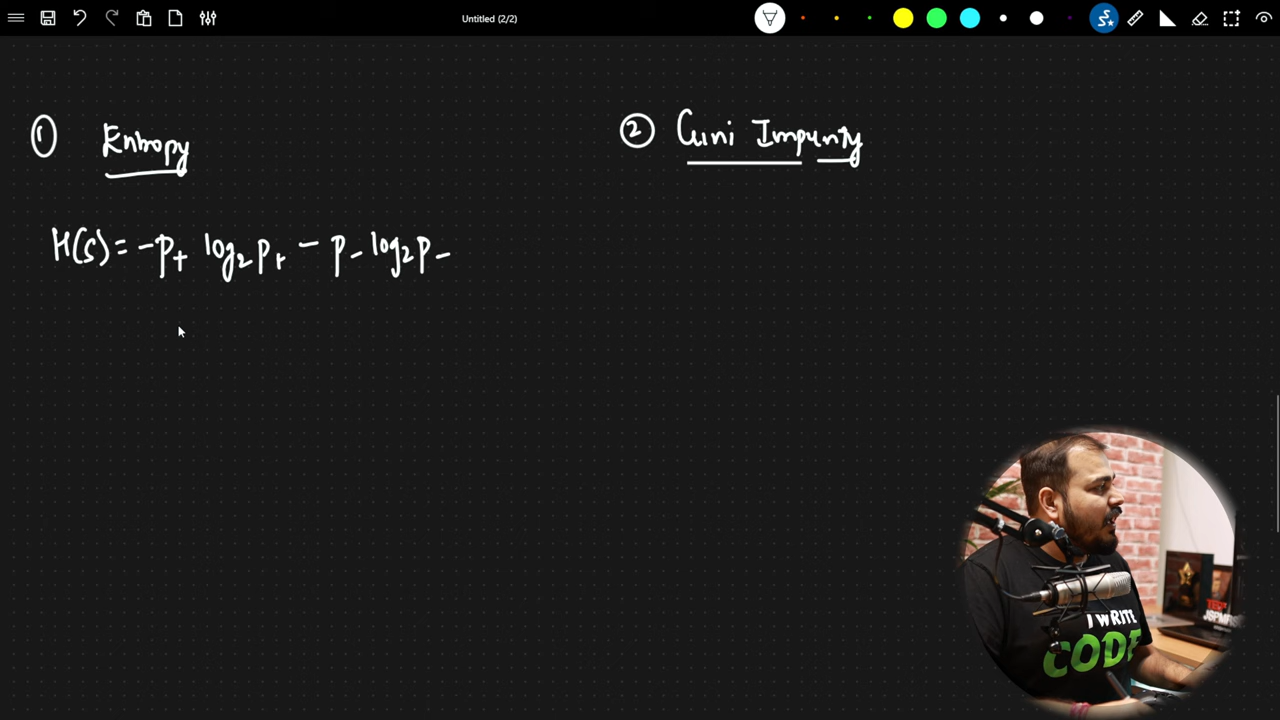 Untitled (2/2)
① Entropy
② Gini Impurity
H(S) = -p+ log2 p+ - p- log2 p-
I WRITE
CODE